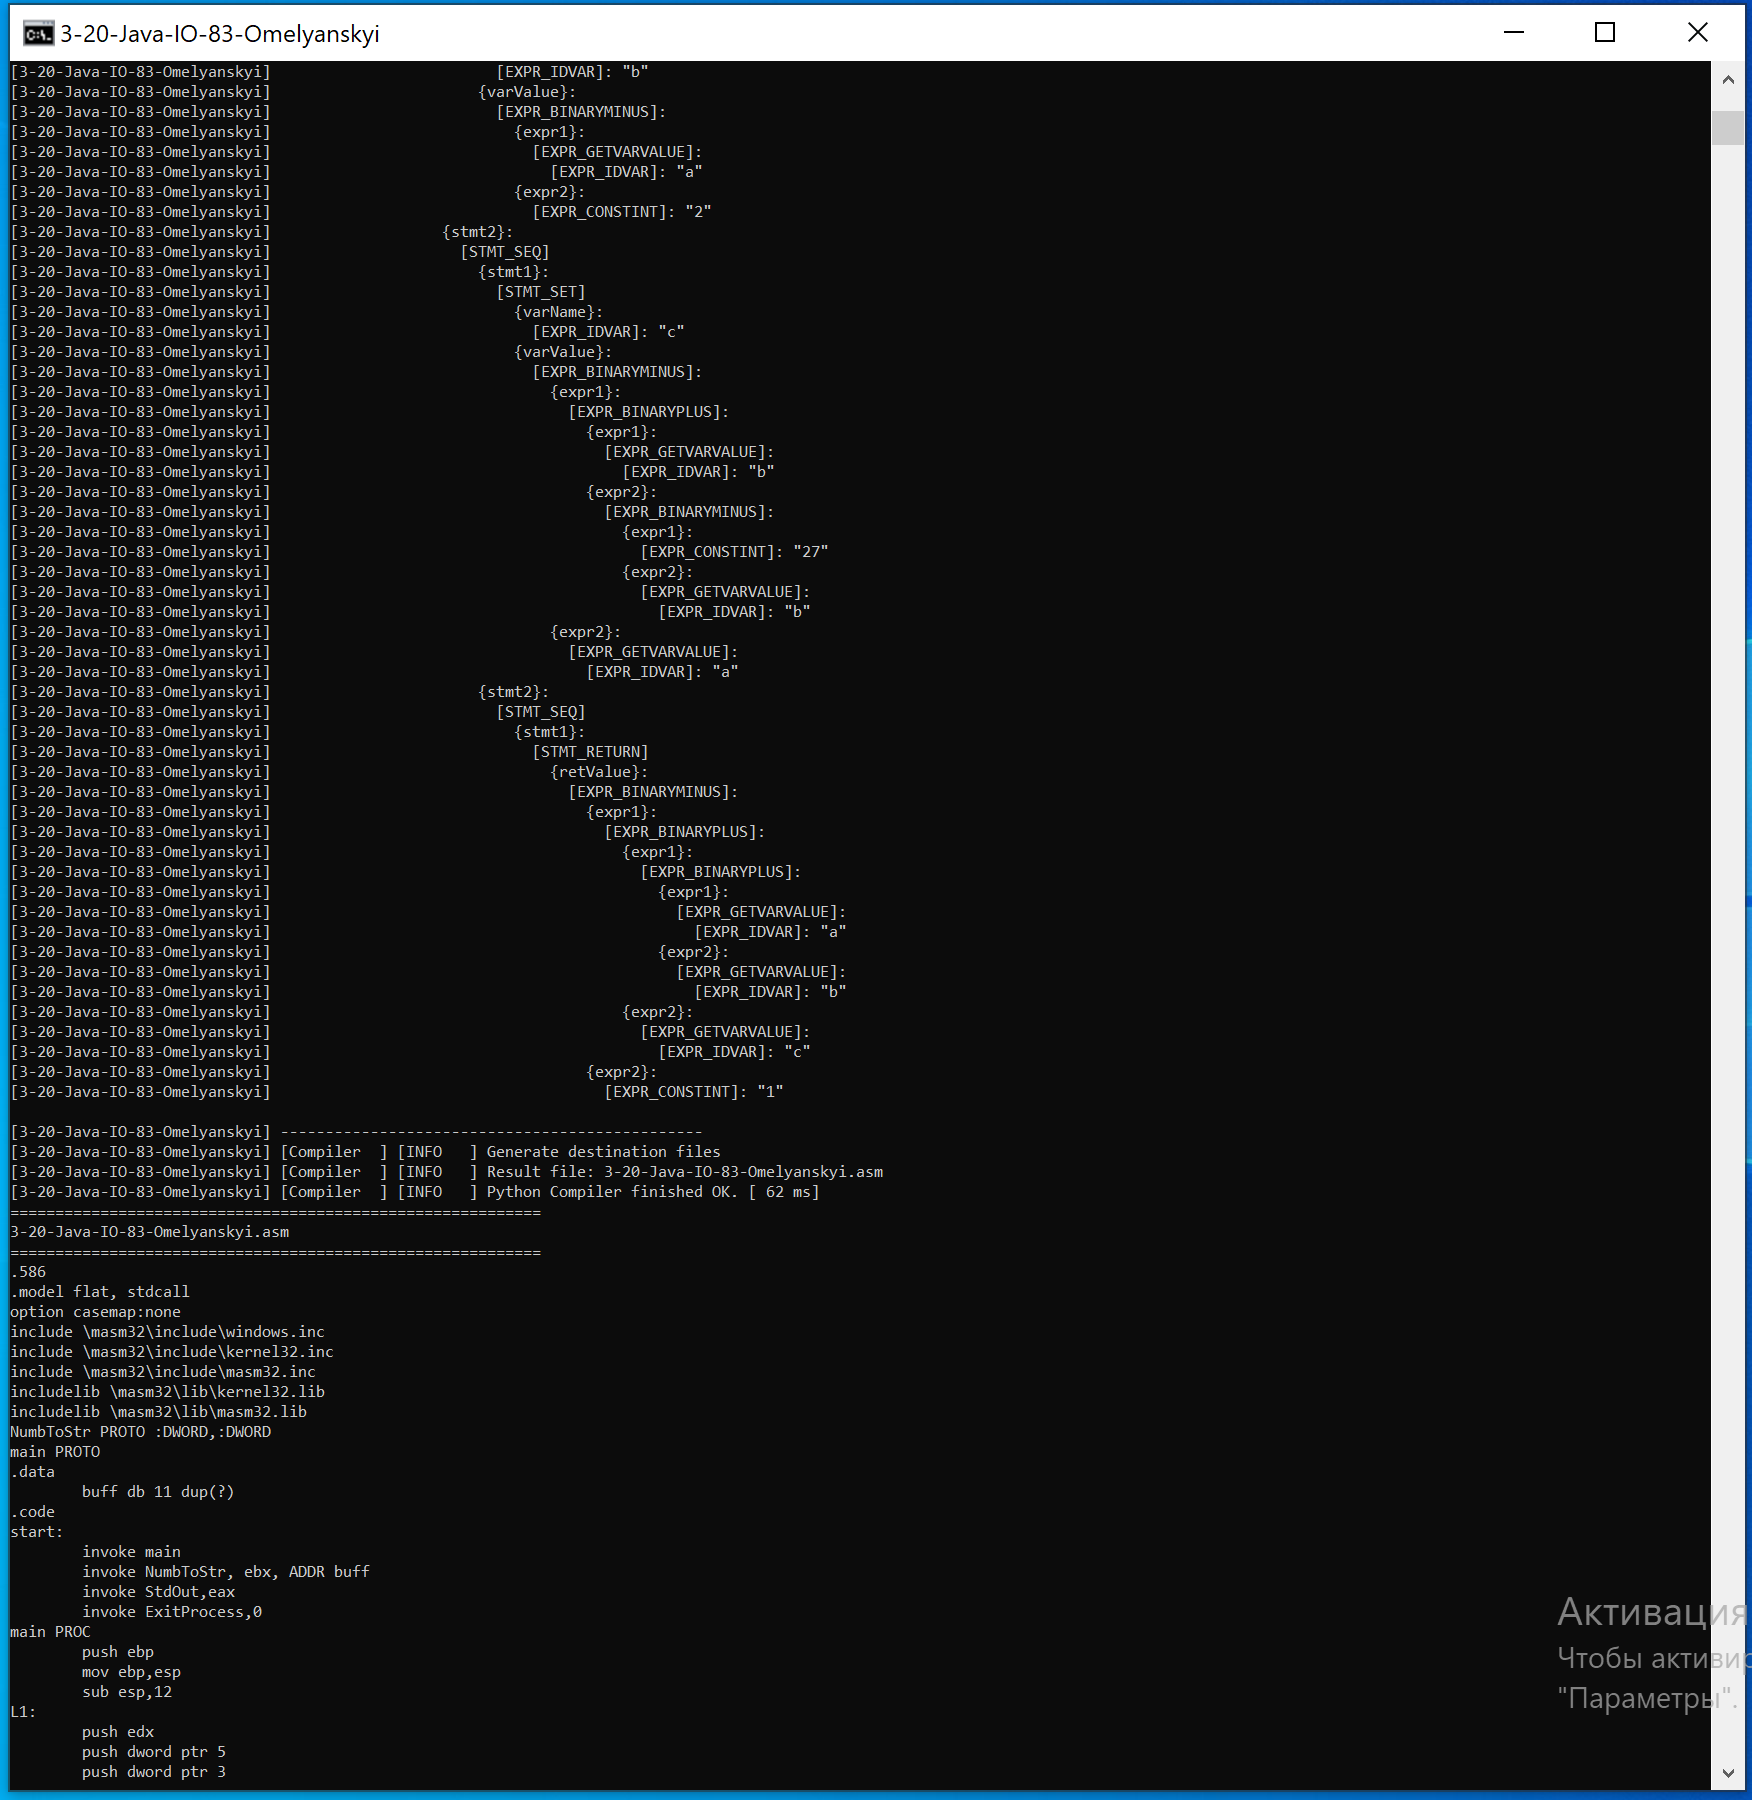 3-20-Java-IO-83-Omelyanskyi
[3-20-Java-IO-83-Omelyanskyi]                         [EXPR_IDVAR]: "b"
[3-20-Java-IO-83-Omelyanskyi]                       {varValue}:
[3-20-Java-IO-83-Omelyanskyi]                         [EXPR_BINARYMINUS]:
[3-20-Java-IO-83-Omelyanskyi]                           {expr1}:
[3-20-Java-IO-83-Omelyanskyi]                             [EXPR_GETVARVALUE]:
[3-20-Java-IO-83-Omelyanskyi]                               [EXPR_IDVAR]: "a"
[3-20-Java-IO-83-Omelyanskyi]                           {expr2}:
[3-20-Java-IO-83-Omelyanskyi]                             [EXPR_CONSTINT]: "2"
[3-20-Java-IO-83-Omelyanskyi]                   {stmt2}:
[3-20-Java-IO-83-Omelyanskyi]                     [STMT_SEQ]
[3-20-Java-IO-83-Omelyanskyi]                       {stmt1}:
[3-20-Java-IO-83-Omelyanskyi]                         [STMT_SET]
[3-20-Java-IO-83-Omelyanskyi]                           {varName}:
[3-20-Java-IO-83-Omelyanskyi]                             [EXPR_IDVAR]: "c"
[3-20-Java-IO-83-Omelyanskyi]                           {varValue}:
[3-20-Java-IO-83-Omelyanskyi]                             [EXPR_BINARYMINUS]:
[3-20-Java-IO-83-Omelyanskyi]                               {expr1}:
[3-20-Java-IO-83-Omelyanskyi]                                 [EXPR_BINARYPLUS]:
[3-20-Java-IO-83-Omelyanskyi]                                   {expr1}:
[3-20-Java-IO-83-Omelyanskyi]                                     [EXPR_GETVARVALUE]:
[3-20-Java-IO-83-Omelyanskyi]                                       [EXPR_IDVAR]: "b"
[3-20-Java-IO-83-Omelyanskyi]                                   {expr2}:
[3-20-Java-IO-83-Omelyanskyi]                                     [EXPR_BINARYMINUS]:
[3-20-Java-IO-83-Omelyanskyi]                                       {expr1}:
[3-20-Java-IO-83-Omelyanskyi]                                         [EXPR_CONSTINT]: "27"
[3-20-Java-IO-83-Omelyanskyi]                                       {expr2}:
[3-20-Java-IO-83-Omelyanskyi]                                         [EXPR_GETVARVALUE]:
[3-20-Java-IO-83-Omelyanskyi]                                           [EXPR_IDVAR]: "b"
[3-20-Java-IO-83-Omelyanskyi]                               {expr2}:
[3-20-Java-IO-83-Omelyanskyi]                                 [EXPR_GETVARVALUE]:
[3-20-Java-IO-83-Omelyanskyi]                                   [EXPR_IDVAR]: "a"
[3-20-Java-IO-83-Omelyanskyi]                       {stmt2}:
[3-20-Java-IO-83-Omelyanskyi]                         [STMT_SEQ]
[3-20-Java-IO-83-Omelyanskyi]                           {stmt1}:
[3-20-Java-IO-83-Omelyanskyi]                             [STMT_RETURN]
[3-20-Java-IO-83-Omelyanskyi]                               {retValue}:
[3-20-Java-IO-83-Omelyanskyi]                                 [EXPR_BINARYMINUS]:
[3-20-Java-IO-83-Omelyanskyi]                                   {expr1}:
[3-20-Java-IO-83-Omelyanskyi]                                     [EXPR_BINARYPLUS]:
[3-20-Java-IO-83-Omelyanskyi]                                       {expr1}:
[3-20-Java-IO-83-Omelyanskyi]                                         [EXPR_BINARYPLUS]:
[3-20-Java-IO-83-Omelyanskyi]                                           {expr1}:
[3-20-Java-IO-83-Omelyanskyi]                                             [EXPR_GETVARVALUE]:
[3-20-Java-IO-83-Omelyanskyi]                                               [EXPR_IDVAR]: "a"
[3-20-Java-IO-83-Omelyanskyi]                                           {expr2}:
[3-20-Java-IO-83-Omelyanskyi]                                             [EXPR_GETVARVALUE]:
[3-20-Java-IO-83-Omelyanskyi]                                               [EXPR_IDVAR]: "b"
[3-20-Java-IO-83-Omelyanskyi]                                       {expr2}:
[3-20-Java-IO-83-Omelyanskyi]                                         [EXPR_GETVARVALUE]:
[3-20-Java-IO-83-Omelyanskyi]                                           [EXPR_IDVAR]: "c"
[3-20-Java-IO-83-Omelyanskyi]                                   {expr2}:
[3-20-Java-IO-83-Omelyanskyi]                                     [EXPR_CONSTINT]: "1"
[3-20-Java-IO-83-Omelyanskyi] -----------------------------------------------
[3-20-Java-IO-83-Omelyanskyi] [Compiler  ] [INFO   ] Generate destination files
[3-20-Java-IO-83-Omelyanskyi] [Compiler  ] [INFO   ] Result file: 3-20-Java-IO-83-Omelyanskyi.asm
[3-20-Java-IO-83-Omelyanskyi] [Compiler  ] [INFO   ] Python Compiler finished OK. [ 62 ms]
===========================================================
3-20-Java-IO-83-Omelyanskyi.asm
===========================================================
.586
.model flat, stdcall
option casemap:none
include \masm32\include\windows.inc
include \masm32\include\kernel32.inc
include \masm32\include\masm32.inc
includelib \masm32\lib\kernel32.lib
includelib \masm32\lib\masm32.lib
NumbToStr PROTO :DWORD,:DWORD
main PROTO
.data
        buff db 11 dup(?)
.code
start:
        invoke main
        invoke NumbToStr, ebx, ADDR buff
        invoke StdOut,eax
        invoke ExitProcess,0
main PROC
        push ebp
        mov ebp,esp
        sub esp,12
L1:
        push edx
        push dword ptr 5
        push dword ptr 3
Активация
Чтобы активир
"Параметры".